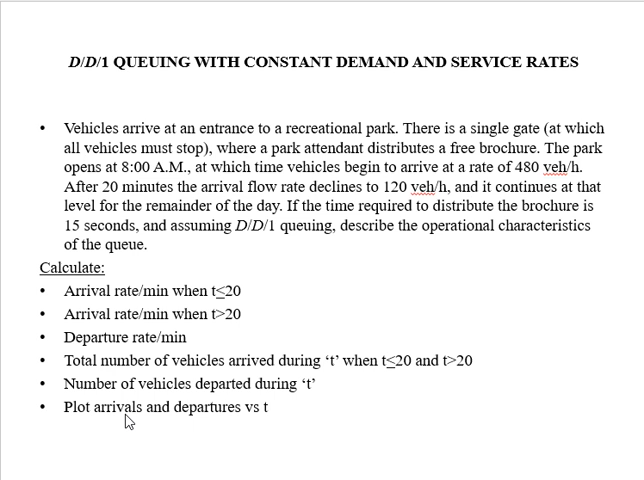 D/D/1 QUEUING WITH CONSTANT DEMAND AND SERVICE RATES
• Vehicles arrive at an entrance to a recreational park. There is a single gate (at which
all vehicles must stop), where a park attendant distributes a free brochure. The park
opens at 8:00 A.M., at which time vehicles begin to arrive at a rate of 480 veh/h.
After 20 minutes the arrival flow rate declines to 120 veh/h, and it continues at that
level for the remainder of the day. If the time required to distribute the brochure is
15 seconds, and assuming D/D/1 queuing, describe the operational characteristics
of the queue.
Calculate:
• Arrival rate/min when t≤20
• Arrival rate/min when t>20
• Departure rate/min
• Total number of vehicles arrived during ‘t’ when t≤20 and t>20
• Number of vehicles departed during ‘t’
• Plot arrivals and departures vs t